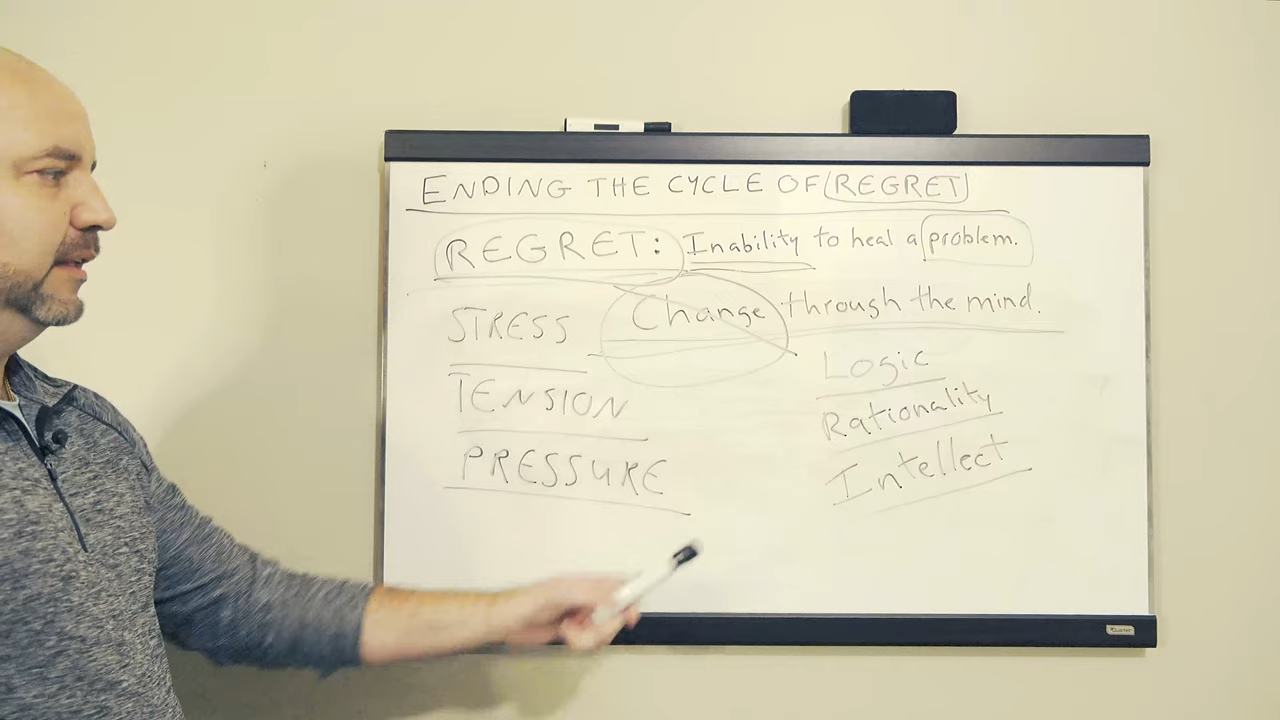 ENDING THE CYCLE OF REGRET
REGRET: Inability to heal a problem.
Change through the mind.
STRESS
TENSION
PRESSURE
Logic
Rationality
Intellect